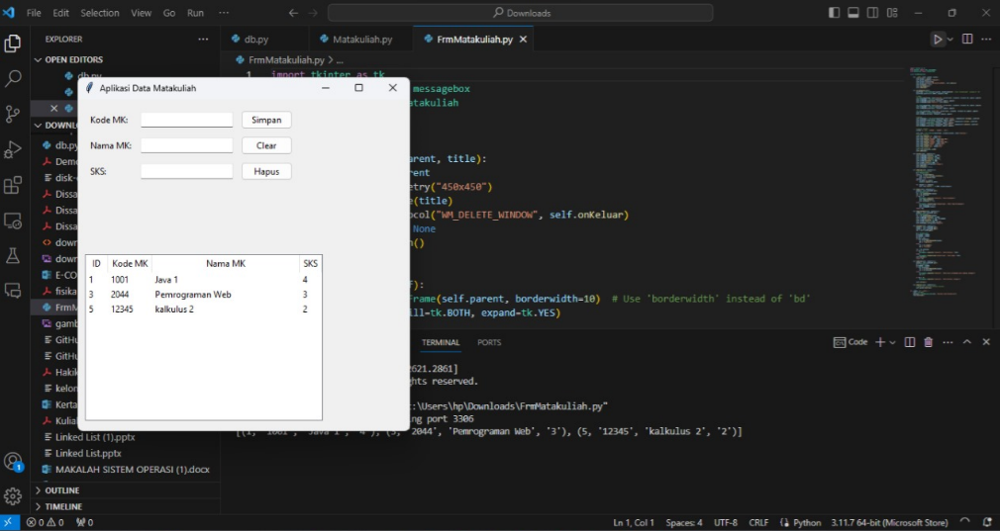 File Edit Selection View Go Run ··· Downloads
EXPLORER ···
OPEN EDITORS
db.py
db.py Matakuliah.py FrmMatakuliah.py
FrmMatakuliah.py > ...
1 import tkinter as tk
messagebox
atakuliah
arent, title):
rent
etry("450x450")
e(title)
ocol("WM_DELETE_WINDOW", self.onKeluar)
None
n()
f):
Frame(self.parent, borderwidth=10) # Use 'borderwidth' instead of 'bd'
ill=tk.BOTH, expand=tk.YES)
Aplikasi Data Matakuliah
Kode MK: Simpan
Nama MK: Clear
SKS: Hapus
ID Kode MK Nama MK SKS
1 1001 Java 1 4
3 2044 Pemrograman Web 3
5 12345 kalkulus 2 2
DOWNL
db.py
Dem
disk-
Dissa
Dissa
Dissa
down
down
E-CO
fisika
FrmM
gamb
GitHu
GitHu
Hakik
kelon
Kerta
Kulia
Linked List (1).pptx
Linked List.pptx
MAKALAH SISTEM OPERASI (1).docx
OUTLINE
TIMELINE
TERMINAL PORTS Code
2621.2861]
ghts reserved.
c:\Users\hp\Downloads\FrmMatakuliah.py"
ng port 3306
[(1, '1001', 'Java 1', '4'), (3, '2044', 'Pemrograman Web', '3'), (5, '12345', 'kalkulus 2', '2')]
1
0 0 0 Ln 1, Col 1 Spaces: 4 UTF-8 CRLF Python 3.11.7 64-bit (Microsoft Store)